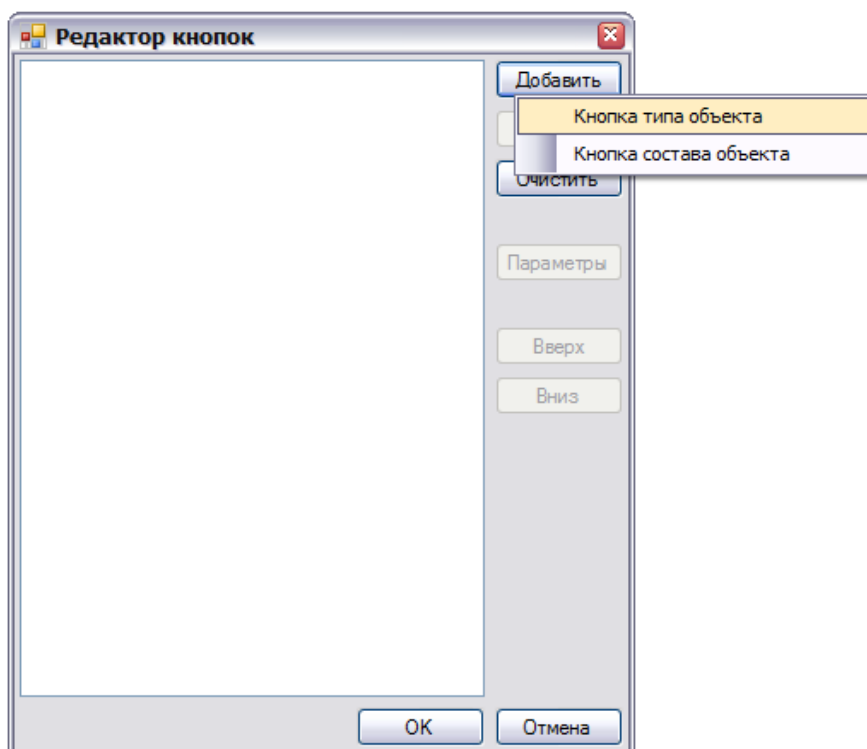 Редактор кнопок
Добавить
Кнопка типа объекта
Кнопка состава объекта
Очистить
Параметры
Вверх
Вниз
OK
Отмена